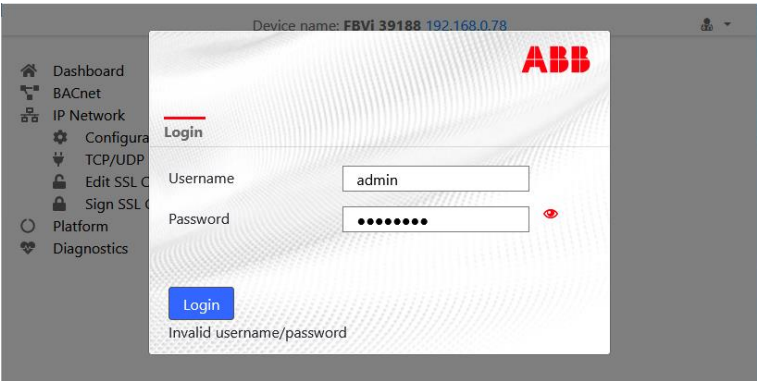 Device name: FBVi 39188 192.168.0.78
ABB
Dashboard
BACnet
IP Network
Configura
TCP/UDP
Edit SSL C
Sign SSL C
Platform
Diagnostics
Login
Username
admin
Password
Login
Invalid username/password